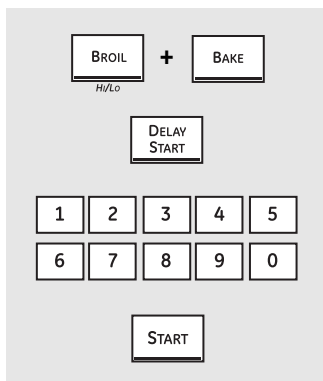 BROIL + BAKE
HI/LO
DELAY
START
1 2 3 4 5
6 7 8 9 0
START